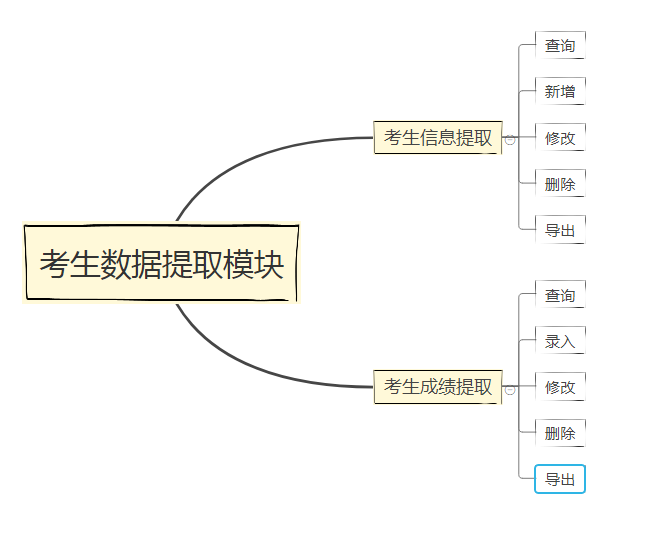 考生数据提取模块
考生信息提取
查询
新增
修改
删除
导出
考生成绩提取
查询
录入
修改
删除
导出